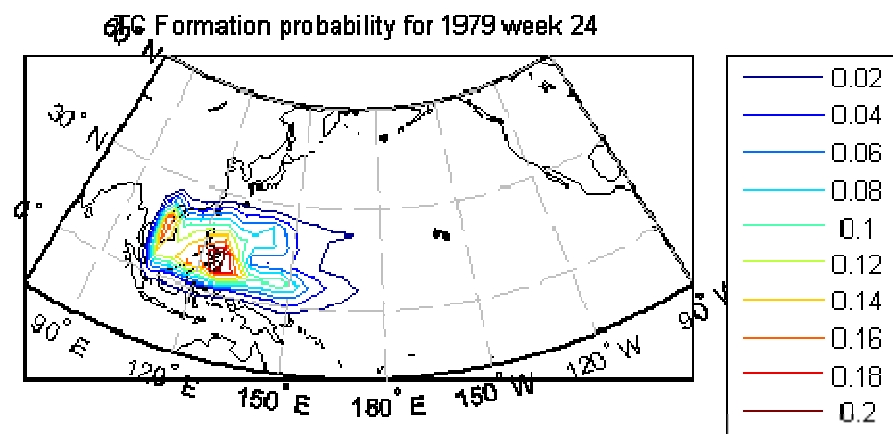 TC Formation probability for 1979 week 24
60° N
30° N
0°
90° E
120° E
150° E
180° E
150° W
120° W
90° W
0.02
0.04
0.06
0.08
0.1
0.12
0.14
0.16
0.18
0.2